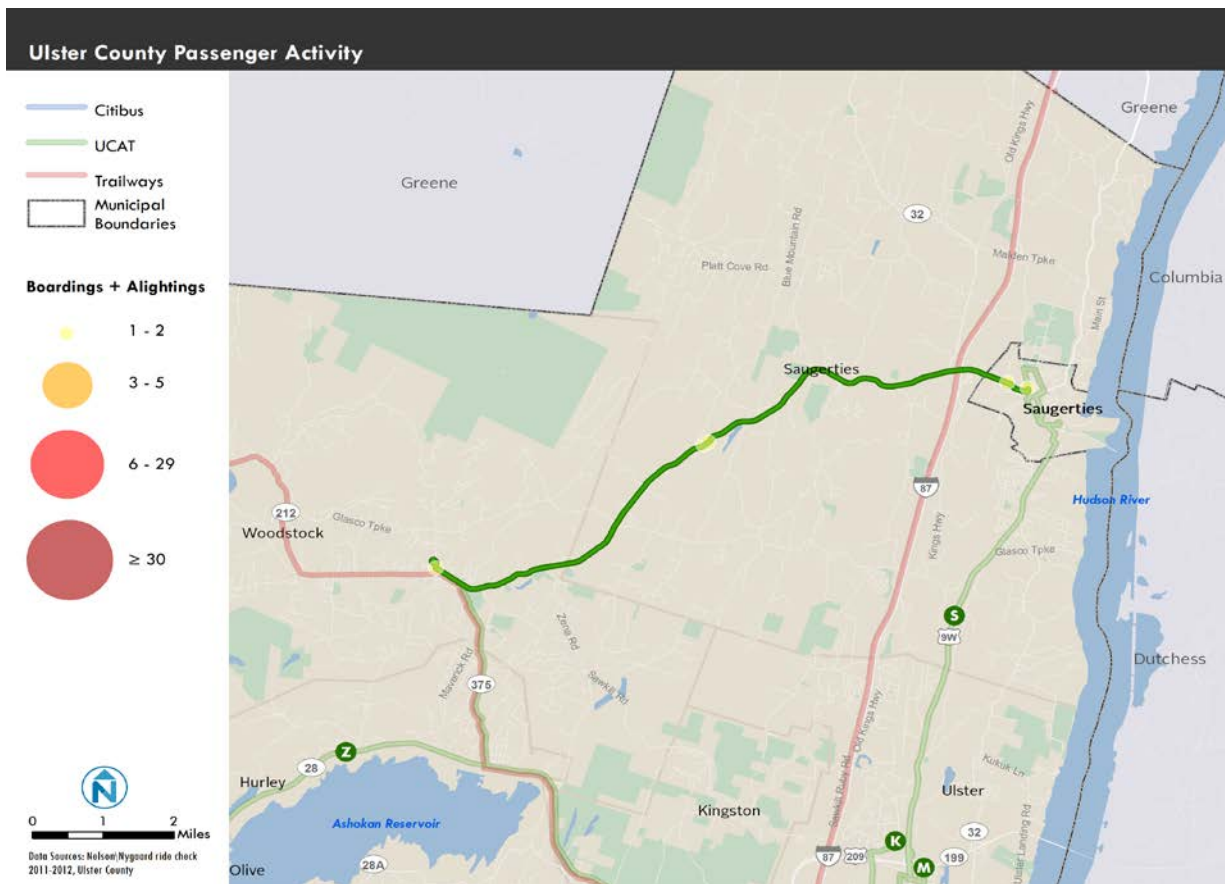 Ulster County Passenger Activity
Citibus
UCAT
Trailways
Municipal
Boundaries
Boardings + Alightings
1 - 2
3 - 5
6 - 29
≥ 30
N
0 1 2
Miles
Data Sources: Nelson\Nygaard ride check
2011-2012, Ulster County
Greene
Greene
Old Kings Hwy
32
Blue Mountain Rd
Platt Cove Rd
Malden Tpke
Columbia
Main St
Saugerties
Saugerties
87
Hudson River
212
Glasco Tpke
Woodstock
Kings Hwy
Glasco Tpke
S
9W
Zena Rd
Maverick Rd
375
Sawkill Rd
Dutchess
Old Kings Hwy
Z
28
Hurley
Sawkill Ruby Rd
Kukuk Ln
Kingston
Ulster
Ashokan Reservoir
32
Ulster Landing Rd
K
87
209
199
M
28A
Olive